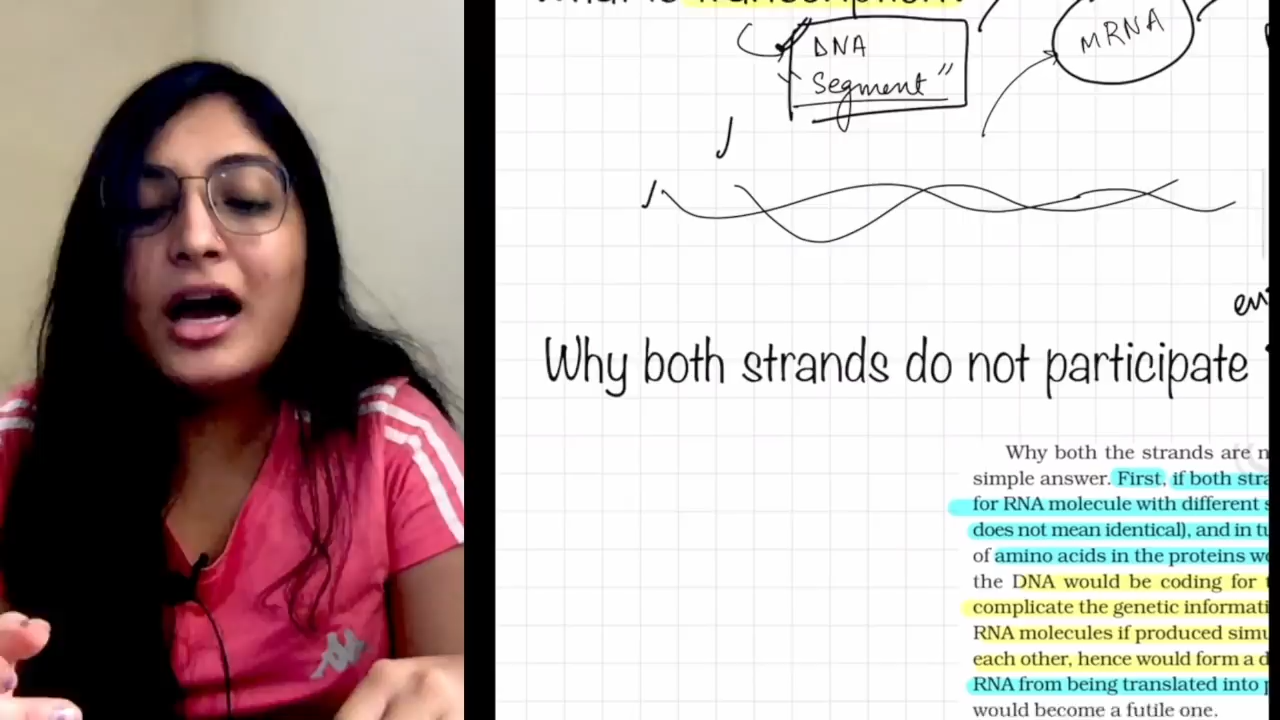 DNA
Segment"
mRNA
Why both strands do not participate
Why both the strands are
simple answer. First, if both
for RNA molecule with different
does not mean identical), and in
of amino acids in the proteins
the DNA would be coding for
complicate the genetic
RNA molecules if produced
each other, hence would form a
RNA from being translated into
would become a futile one.